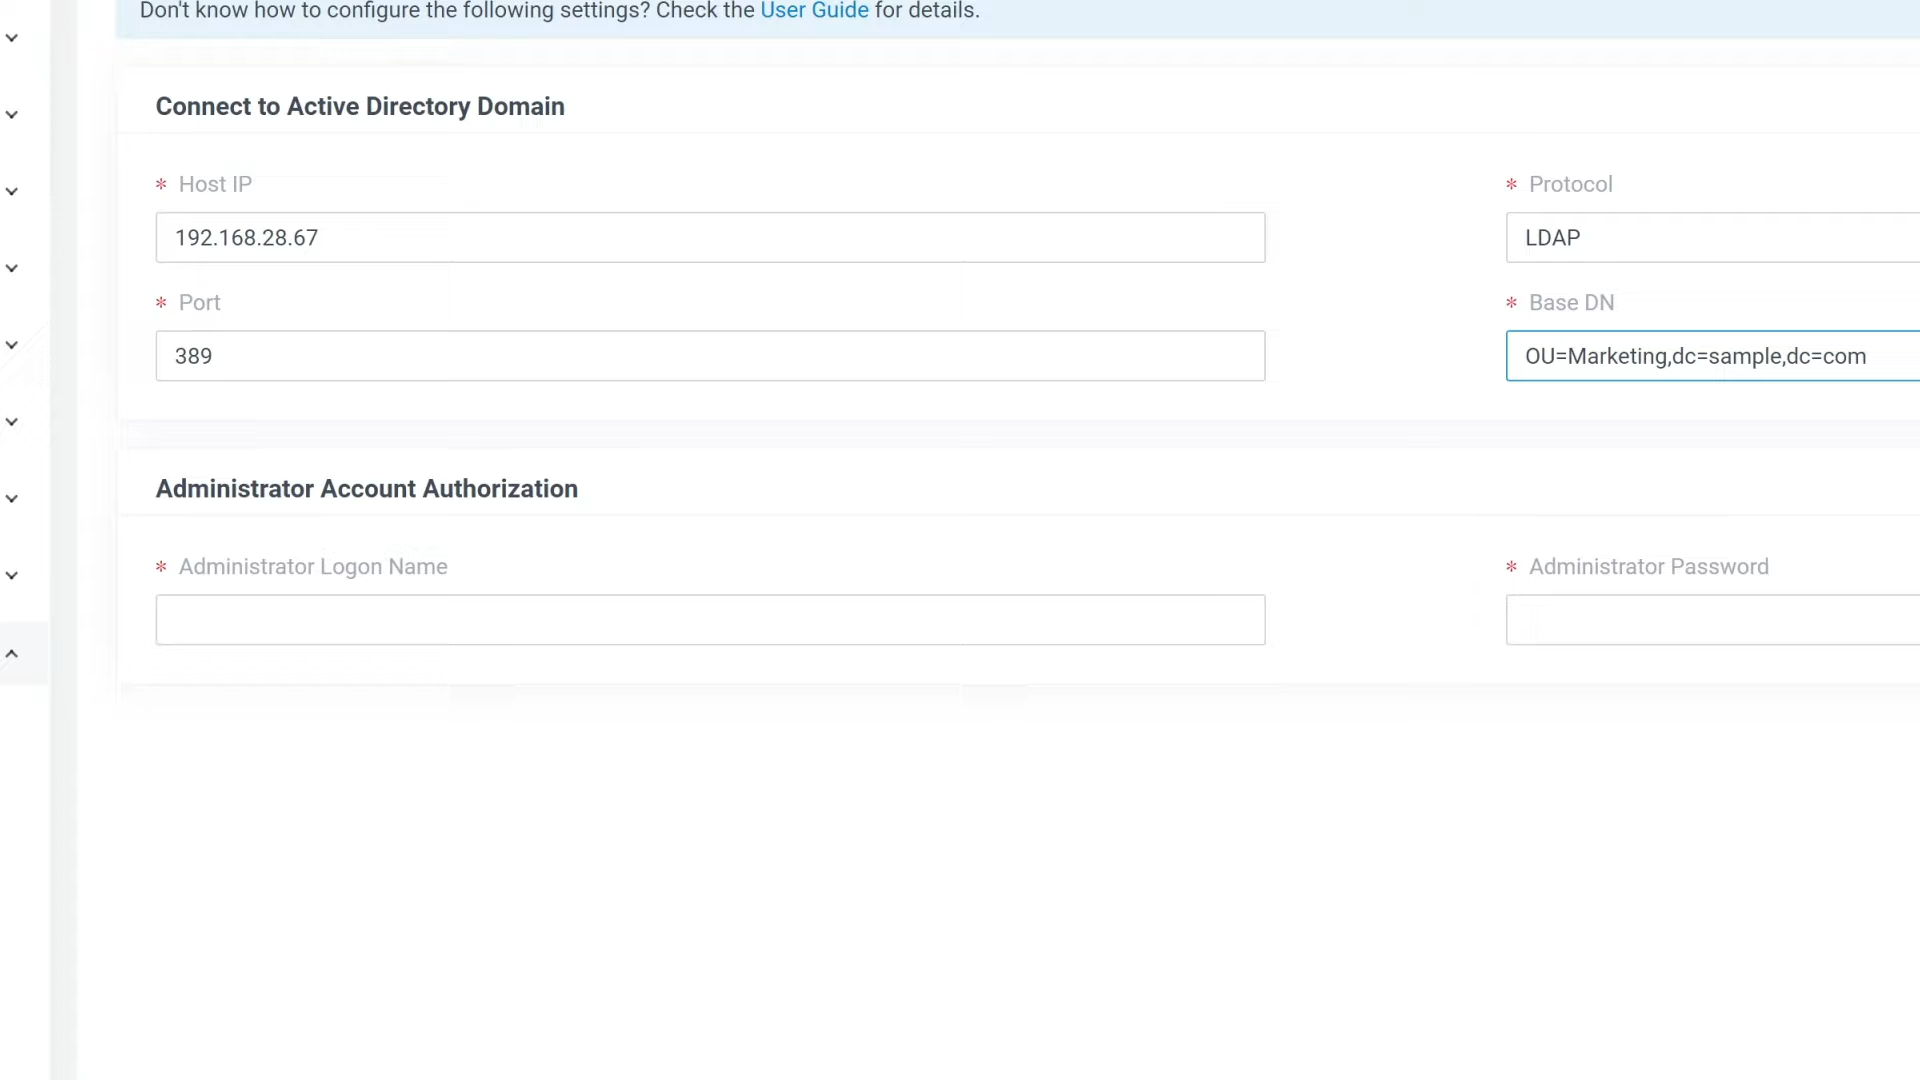 Don't know how to configure the following settings? Check the User Guide for details.
Connect to Active Directory Domain
* Host IP
* Protocol
192.168.28.67
LDAP
* Port
* Base DN
389
OU=Marketing,dc=sample,dc=com
Administrator Account Authorization
* Administrator Logon Name
* Administrator Password